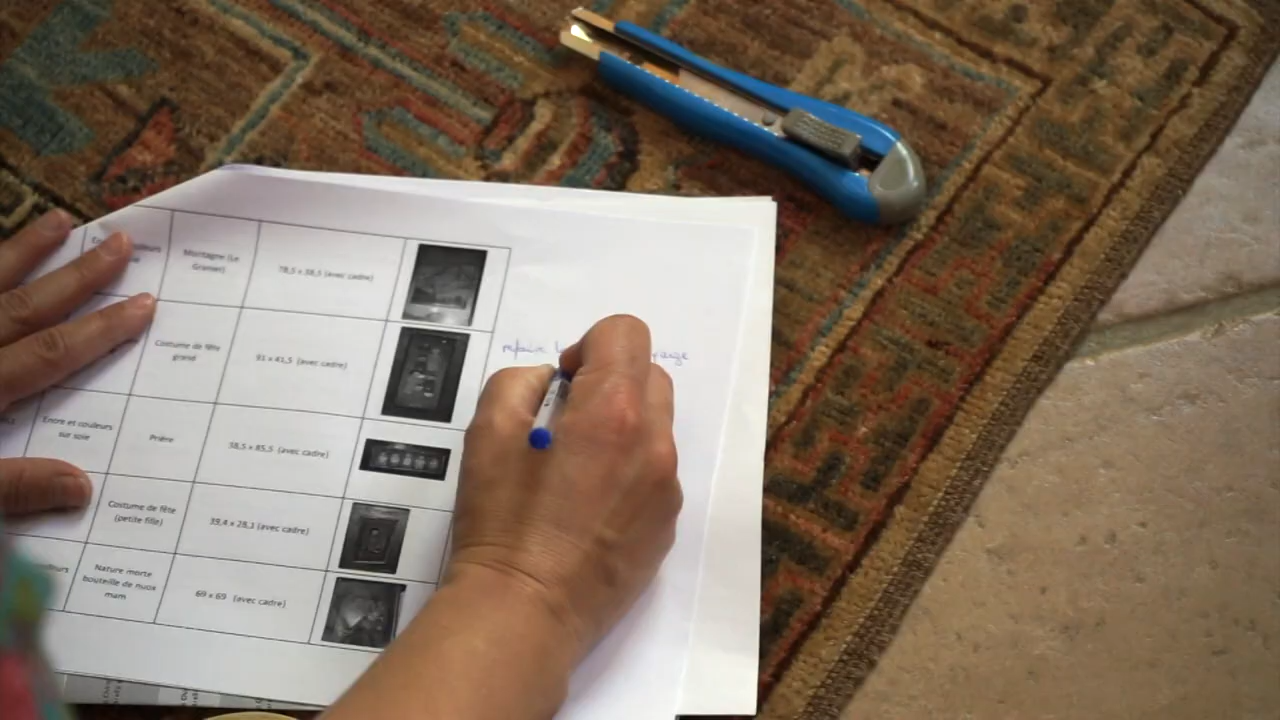 Montagne (Le
Granier)
78,5 x 38,5 (avec cadre)
Costume de fête
grand
91 x 41,5 (avec cadre)
Encre et couleurs
sur soie
Prière
38,5 x 85,5 (avec cadre)
Costume de fête
(petite fille)
39,4 x 28,1 (avec cadre)
Nature morte
bouteille de nuox
mam
69 x 69 (avec cadre)